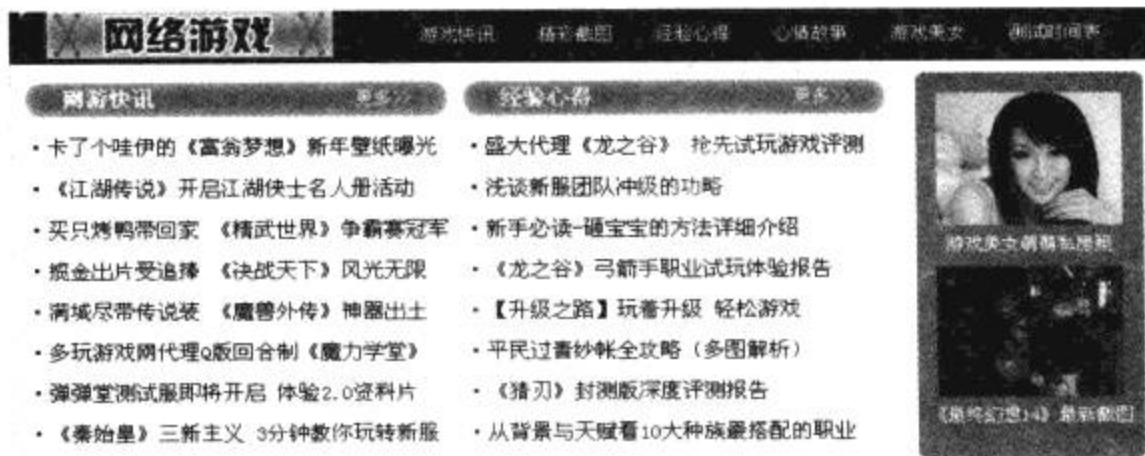 网络游戏
游戏快讯 精彩截图 经验心得 心情故事 游戏美女 测试时间表
网游快讯 更多>>
・卡了个哇伊的《富翁梦想》新年壁纸曝光
・《江湖传说》开启江湖侠士名人册活动
・买只烤鸭带回家 《精武世界》争霸赛冠军
・掷金出片受追捧 《决战天下》风光无限
・满城尽带传说装 《魔兽外传》神器出土
・多玩游戏网代理Q版回合制《魔力学堂》
・弹弹堂测试服即将开启 体验2.0资料片
・《秦始皇》三新主义 3分钟教你玩转新服
经验心得 更多>>
・盛大代理《龙之谷》 抢先试玩游戏评测
・浅谈新服团队冲级的功略
・新手必读-砸宝宝的方法详细介绍
・《龙之谷》弓箭手职业试玩体验报告
・【升级之路】玩着升级 轻松游戏
・平民过青纱帐全攻略（多图解析）
・《猎刃》封测版深度评测报告
・从背景与天赋看10大种族最搭配的职业
游戏美女萌萌私房照
《最终幻想14》最新截图